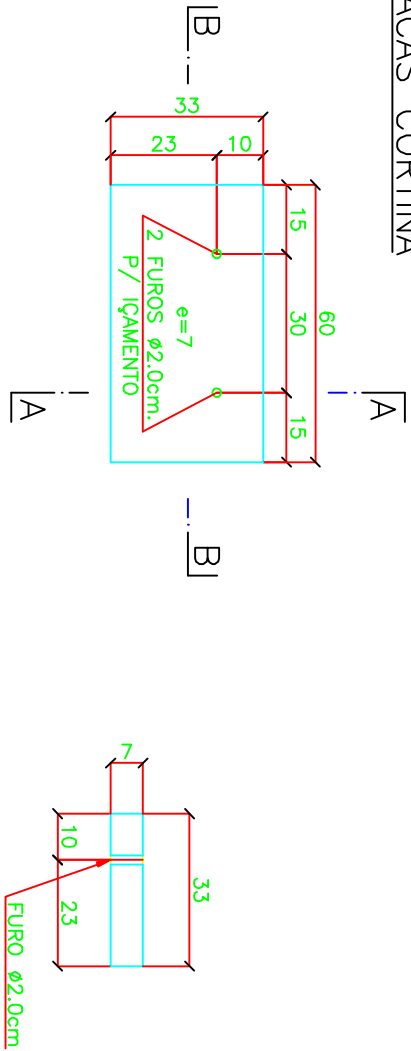 ACAS CORTINA
B
33
23
10
15
30
15
60
e=7
2 FUROS ø2.0cm.
P/ IÇAMENTO
A
A
B
7
10
23
33
FURO ø2.0cm